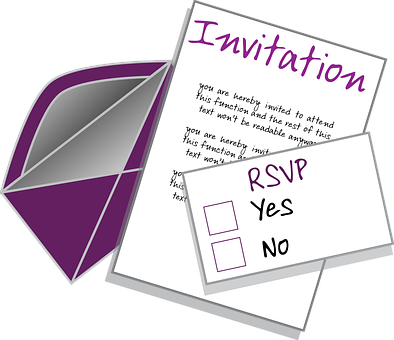 Invitation
you are hereby invited to attend
this function and the rest of this
text won't be readable anyway
you are hereby
this function
text won't
RSVP
Yes
No